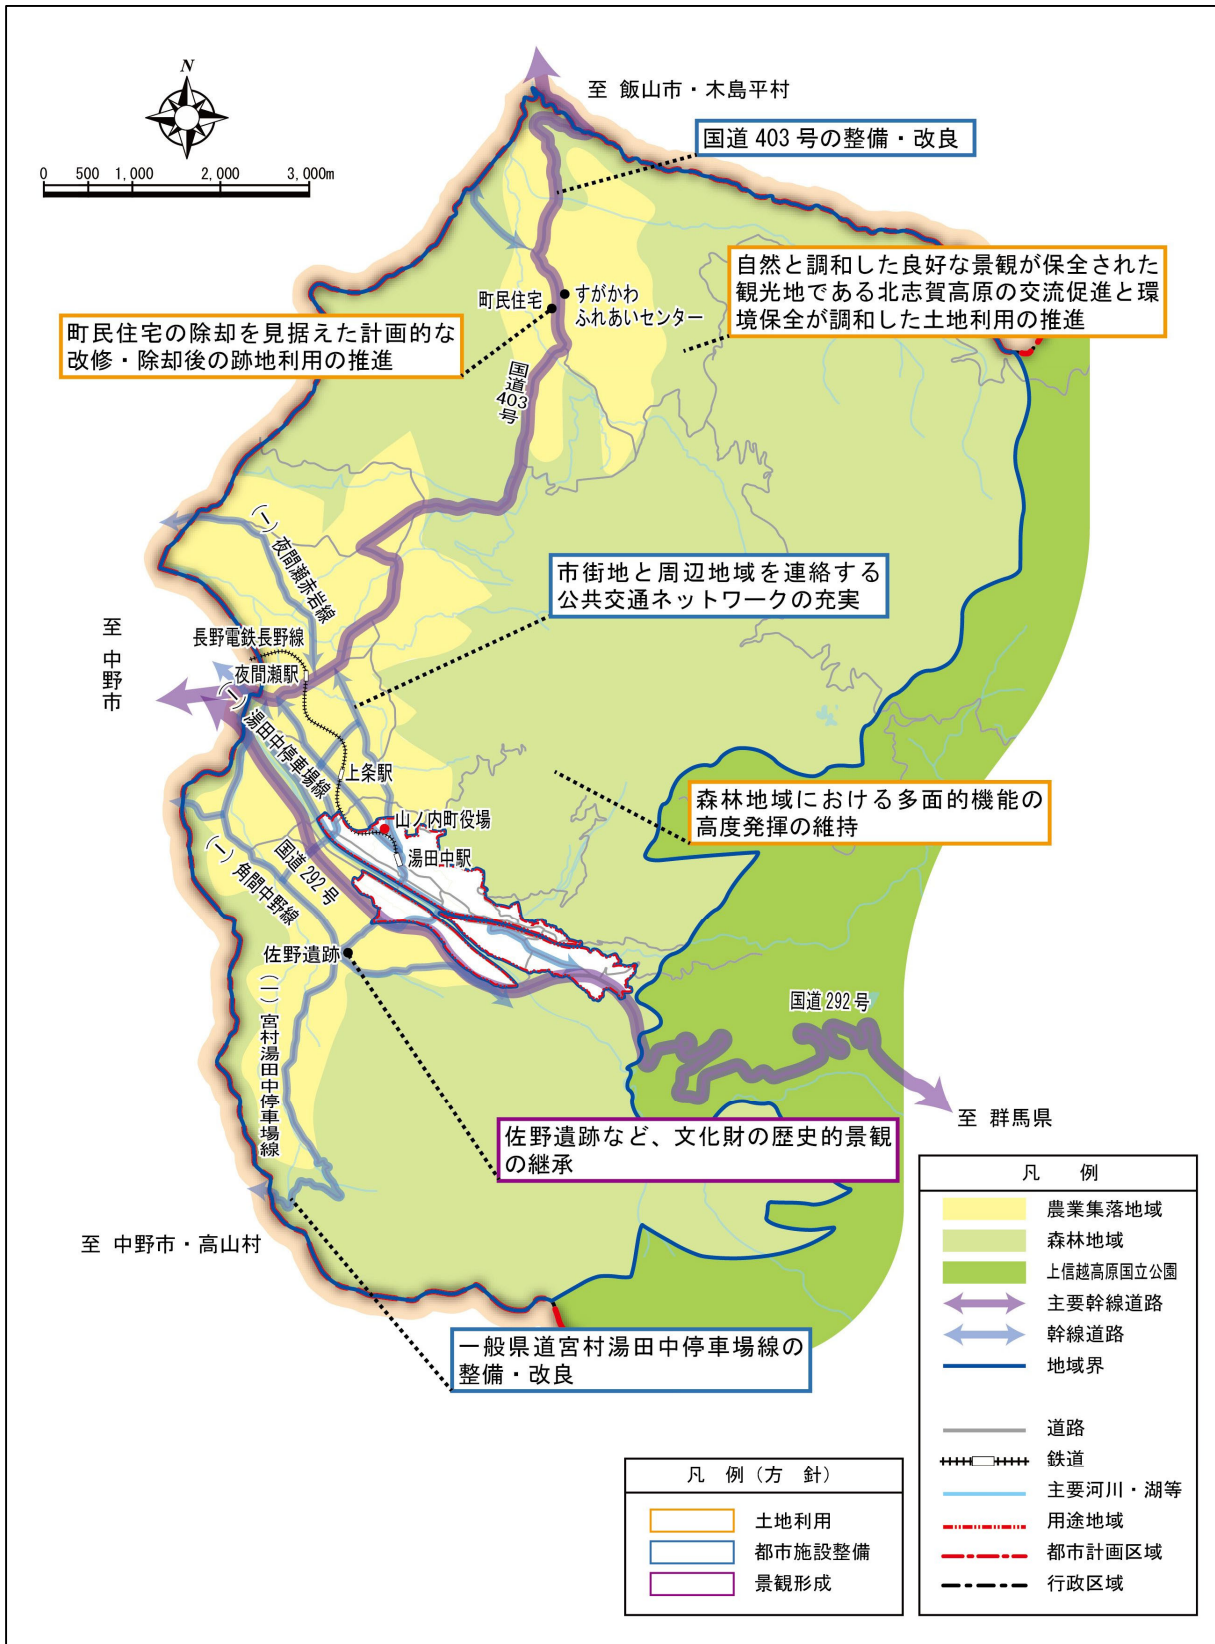 N
0 500 1,000 2,000 3,000m
至 飯山市・木島平村
国道 403 号の整備・改良
自然と調和した良好な景観が保全された
観光地である北志賀高原の交流促進と環
境保全が調和した土地利用の推進
町民住宅
すがかわ
ふれあいセンター
町民住宅の除却を見据えた計画的な
改修・除却後の跡地利用の推進
国道403号
(一)夜間瀬赤岩線
市街地と周辺地域を連絡する
公共交通ネットワークの充実
至 中野市
長野電鉄長野線
夜間瀬駅
(一)湯田中停車場線
上条駅
森林地域における多面的機能の
高度発揮の維持
山ノ内町役場
湯田中駅
国道 292 号
(一)角間中野線
佐野遺跡
(一)宮村湯田中停車場線
国道 292 号
至 群馬県
佐野遺跡など、文化財の歴史的景観
の継承
至 中野市・高山村
一般県道宮村湯田中停車場線の
整備・改良
凡 例
農業集落地域
森林地域
上信越高原国立公園
主要幹線道路
幹線道路
地域界
道路
鉄道
主要河川・湖等
用途地域
都市計画区域
行政区域
凡 例(方 針)
土地利用
都市施設整備
景観形成